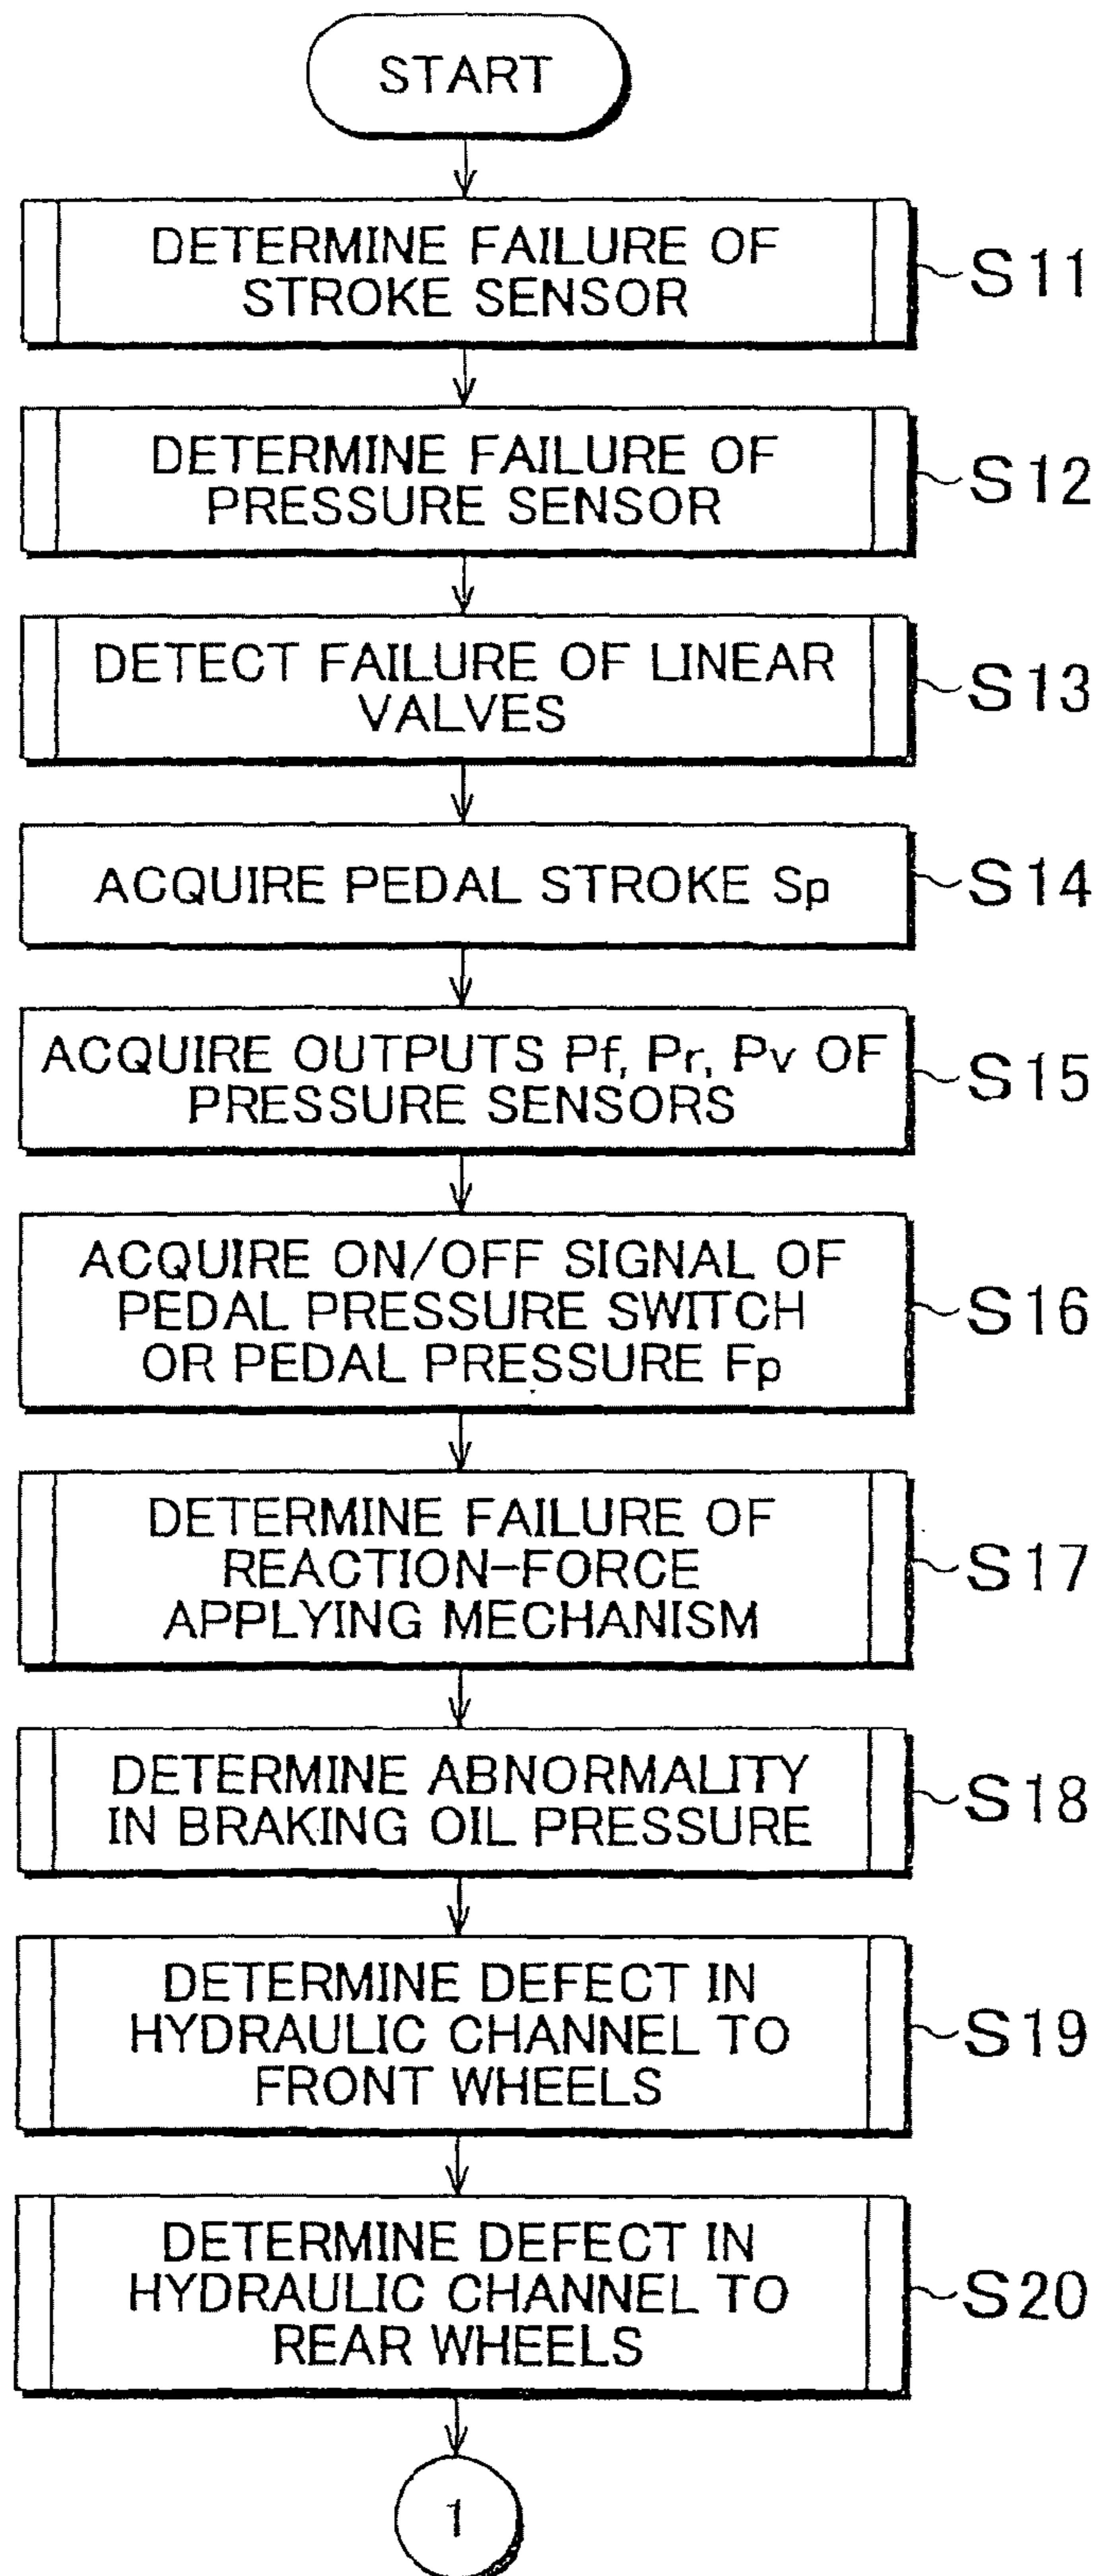 START
DETERMINE FAILURE OF
STROKE SENSOR
S11
DETERMINE FAILURE OF
PRESSURE SENSOR
S12
DETECT FAILURE OF LINEAR
VALVES
S13
ACQUIRE PEDAL STROKE Sp
S14
ACQUIRE OUTPUTS Pf, Pr, Pv OF
PRESSURE SENSORS
S15
ACQUIRE ON/OFF SIGNAL OF
PEDAL PRESSURE SWITCH
OR PEDAL PRESSURE Fp
S16
DETERMINE FAILURE OF
REACTION-FORCE
APPLYING MECHANISM
S17
DETERMINE ABNORMALITY
IN BRAKING OIL PRESSURE
S18
DETERMINE DEFECT IN
HYDRAULIC CHANNEL TO
FRONT WHEELS
S19
DETERMINE DEFECT IN
HYDRAULIC CHANNEL TO
REAR WHEELS
S20
1